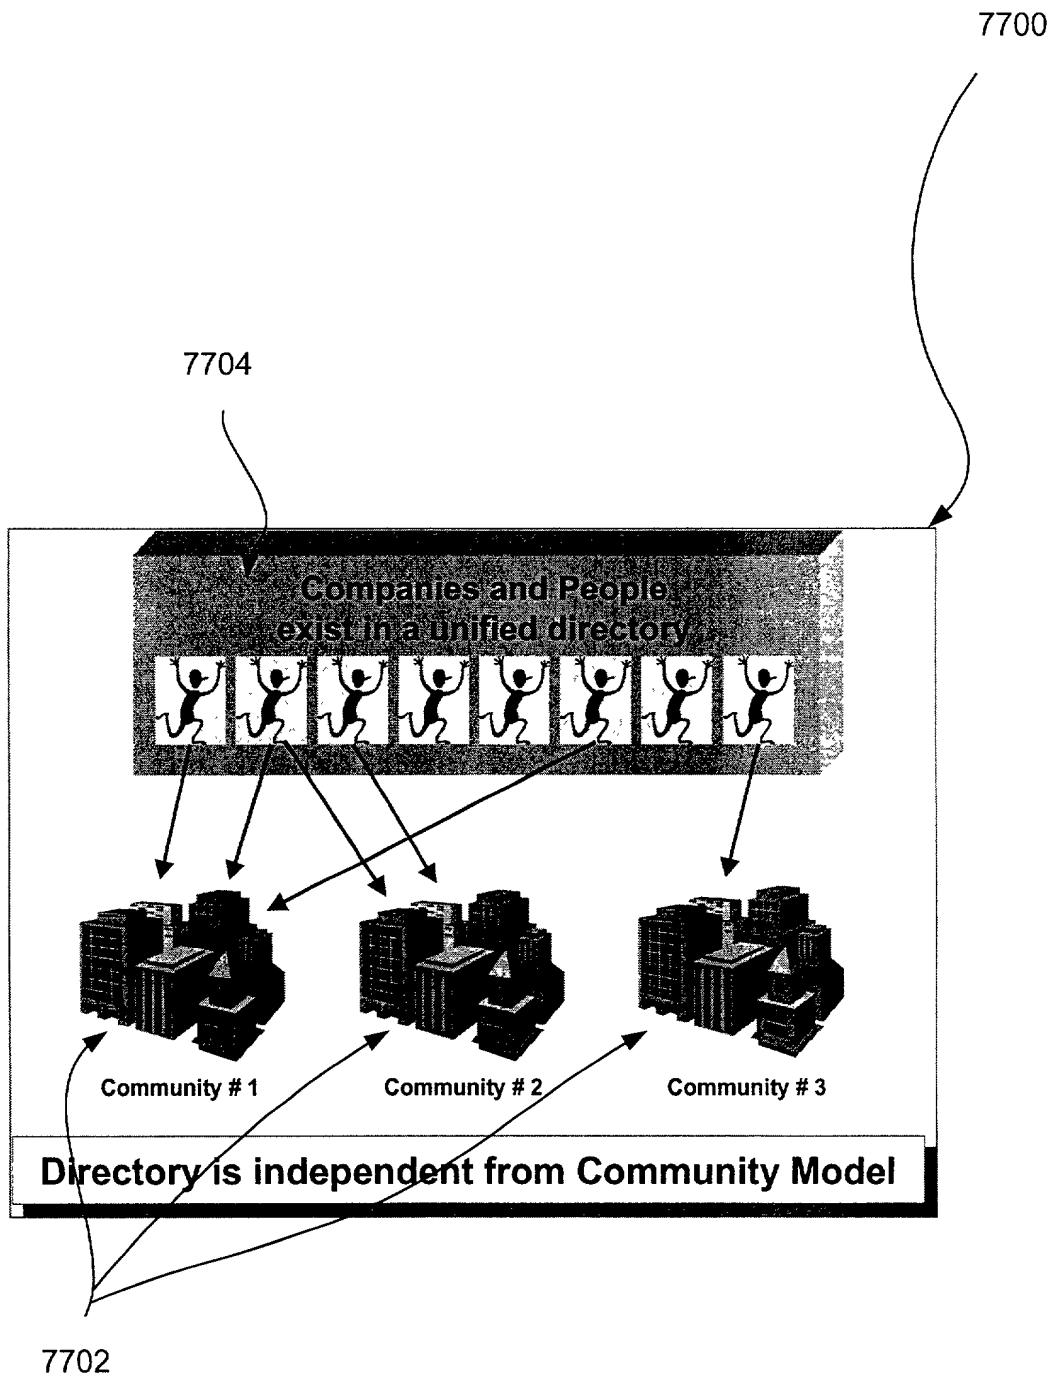 7700
7704
Companies and People
exist in a unified directory
Community # 1
Community # 2
Community # 3
Directory is independent from Community Model
7702